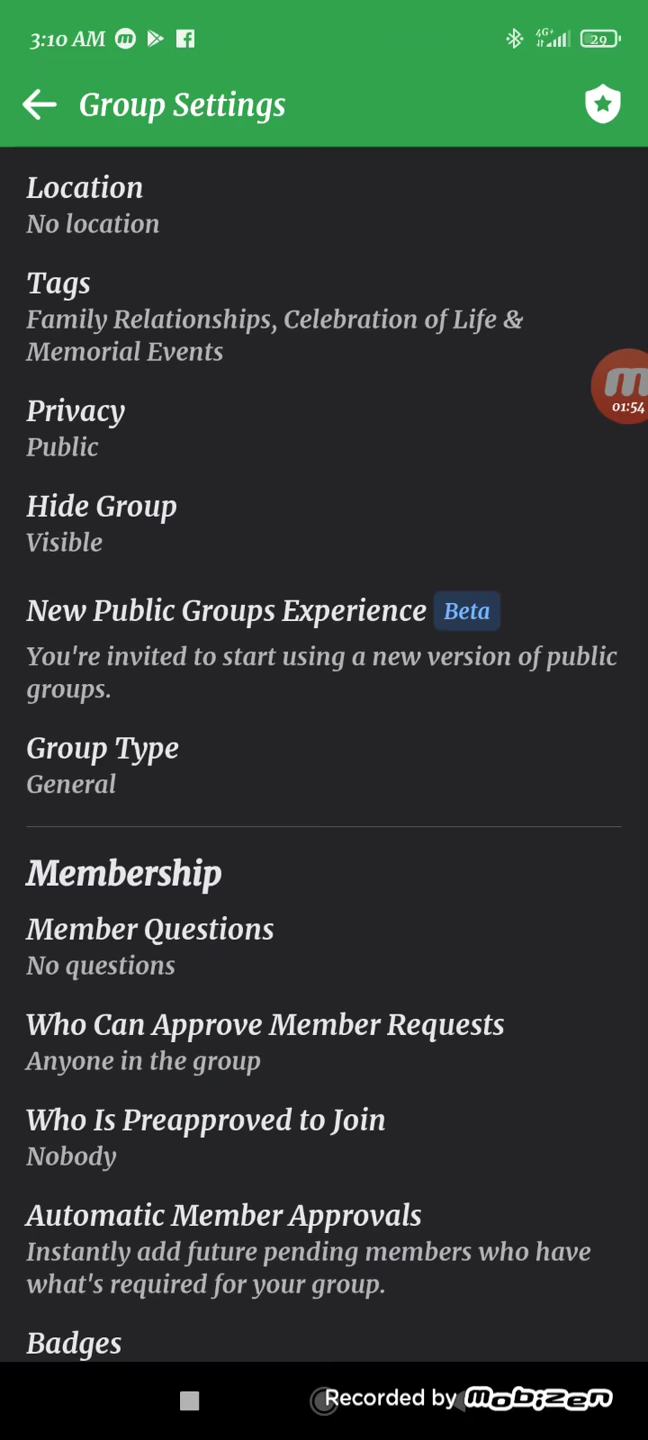 3:10 AM
4G+
29
Group Settings
Location
No location
Tags
Family Relationships, Celebration of Life &
Memorial Events
Privacy
Public
01:54
Hide Group
Visible
New Public Groups Experience Beta
You're invited to start using a new version of public
groups.
Group Type
General
Membership
Member Questions
No questions
Who Can Approve Member Requests
Anyone in the group
Who Is Preapproved to Join
Nobody
Automatic Member Approvals
Instantly add future pending members who have
what's required for your group.
Badges
Recorded by mobizen